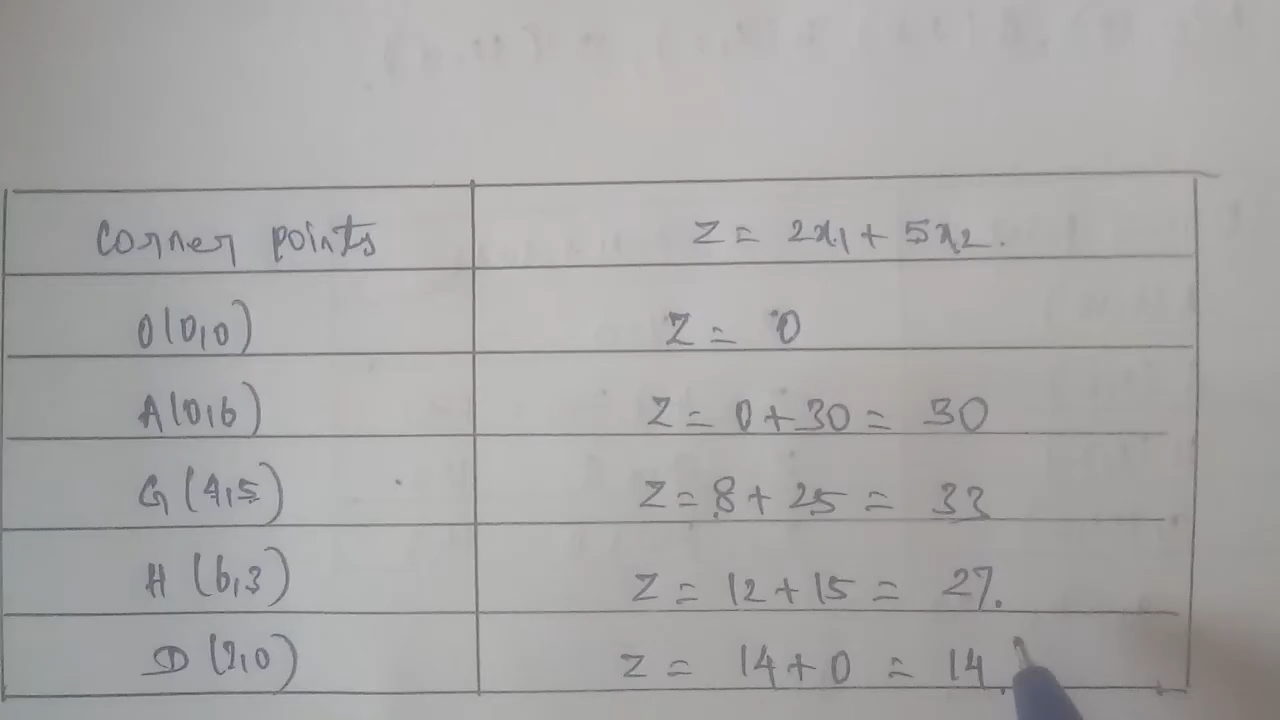 Corner points Z = 2x1 + 5x2.
O(0,0) Z = 0
A(0,6) Z = 0 + 30 = 30
G(4,5) Z = 8 + 25 = 33
H(6,3) Z = 12 + 15 = 27.
D(7,0) Z = 14 + 0 = 14.